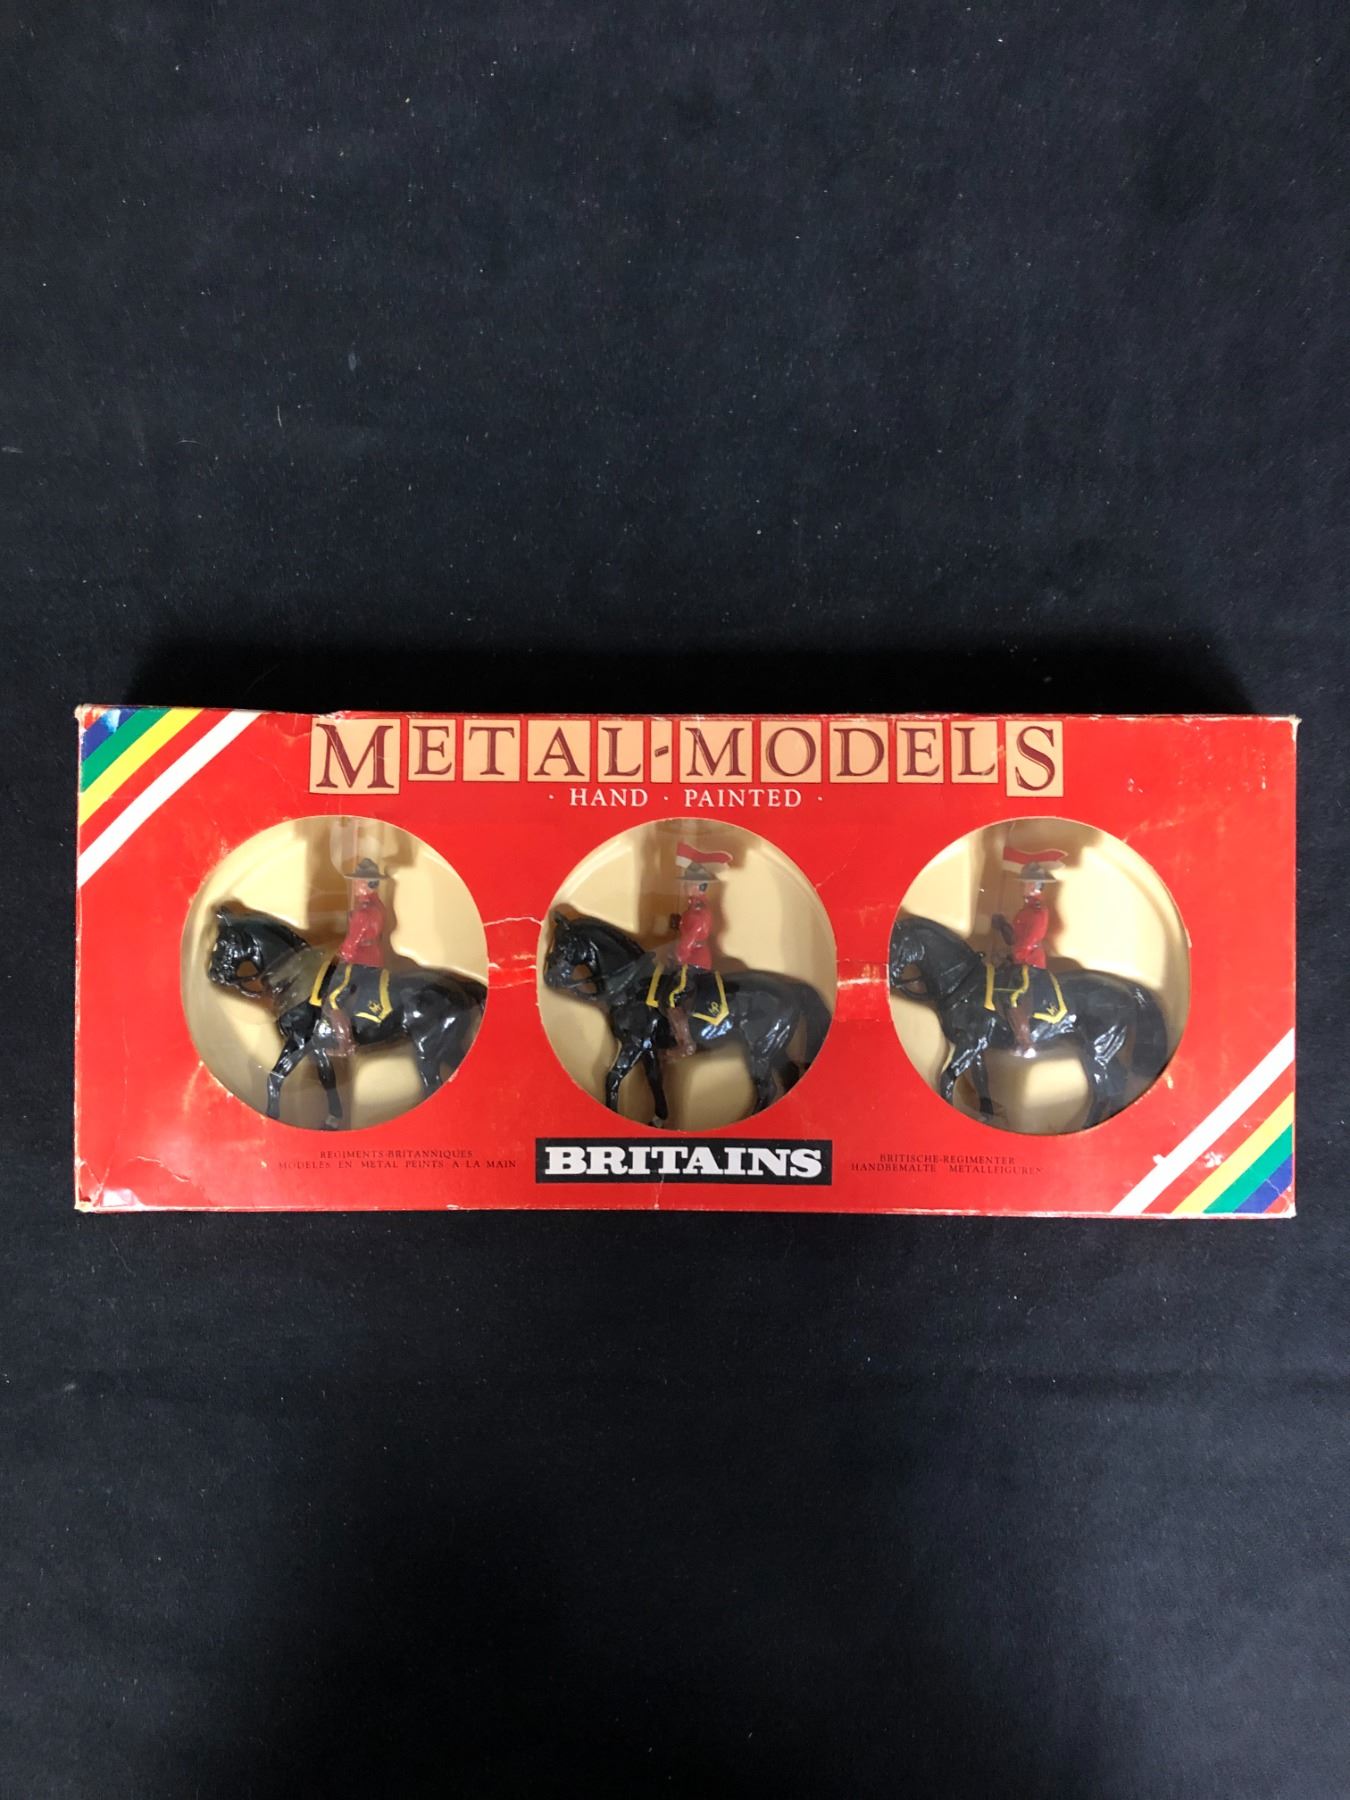 METAL-MODELS
· HAND · PAINTED ·
REGIMENTS-BRITANNIQUES
MODELES EN METAL PEINTS A LA MAIN
BRITAINS
BRITISCHE-REGIMENTER
HANDBEMALTE METALLFIGUREN